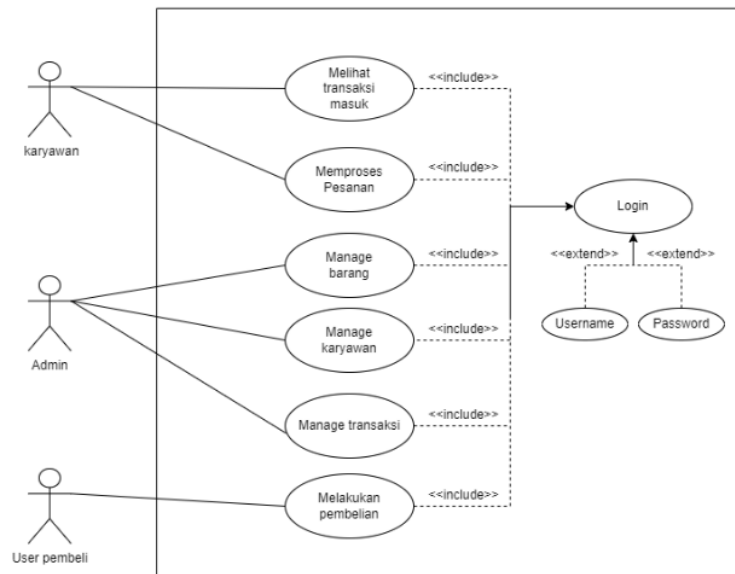 Melihat
transaksi
masuk
<<include>>
karyawan
Memproses
Pesanan
<<include>>
Login
Manage
barang
<<include>>
<<extend>>
<<extend>>
Username
Password
Manage
karyawan
<<include>>
Admin
Manage transaksi
<<include>>
Melakukan
pembelian
<<include>>
User pembeli